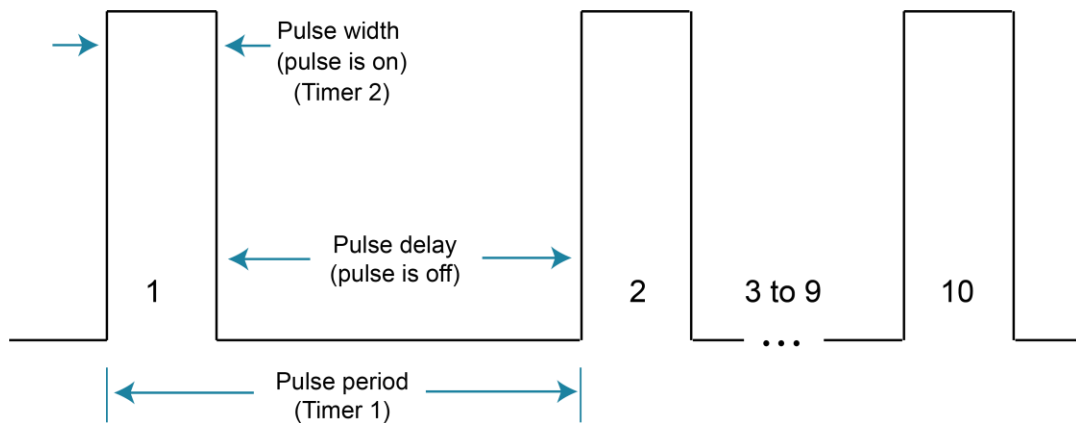 Pulse width
(pulse is on)
(Timer 2)
Pulse delay
(pulse is off)
1
2
3 to 9
10
...
Pulse period
(Timer 1)